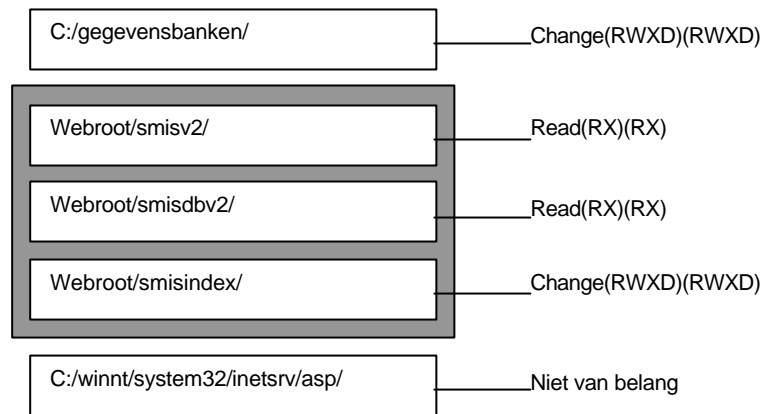 C:/gegevensbanken/ Change(RWXD)(RWXD)
Webroot/smisv2/ Read(RX)(RX)
Webroot/smisdbv2/ Read(RX)(RX)
Webroot/smisindex/ Change(RWXD)(RWXD)
C:/winnt/system32/inetsrv/asp/ Niet van belang